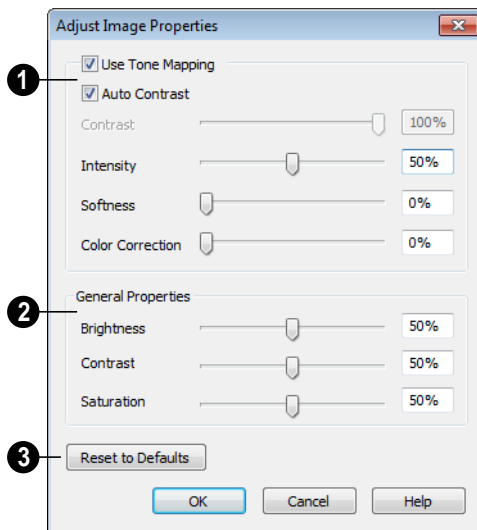 Adjust Image Properties
1
Use Tone Mapping
Auto Contrast
Contrast 100%
Intensity 50%
Softness 0%
Color Correction 0%
General Properties
2
Brightness 50%
Contrast 50%
Saturation 50%
3 Reset to Defaults
OK Cancel Help